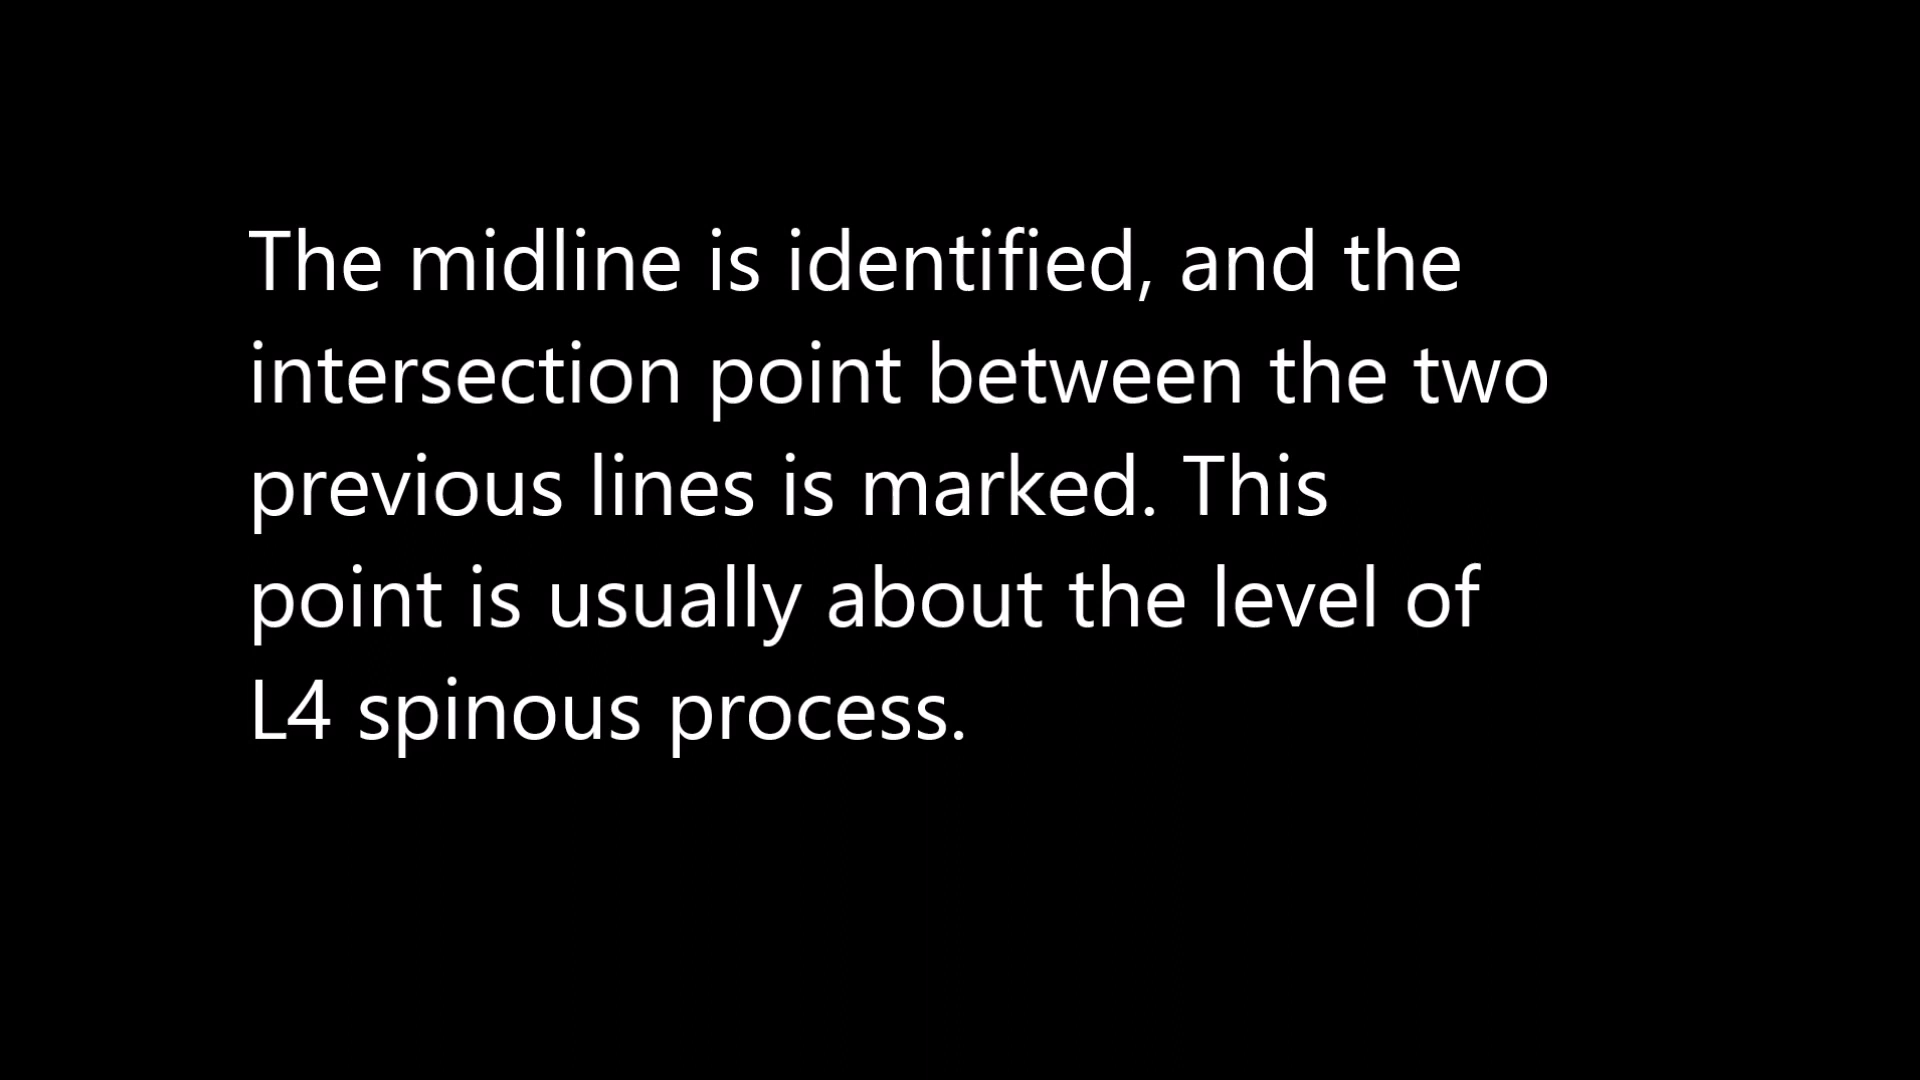 The midline is identified, and the
intersection point between the two
previous lines is marked. This
point is usually about the level of
L4 spinous process.